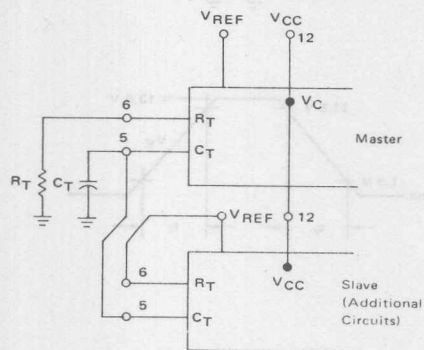 VREF VCC
12
VC
6
RT
Master
5
CT
RT CT
VREF 12
VCC
6
RT
Slave
(Additional
Circuits)
5
CT